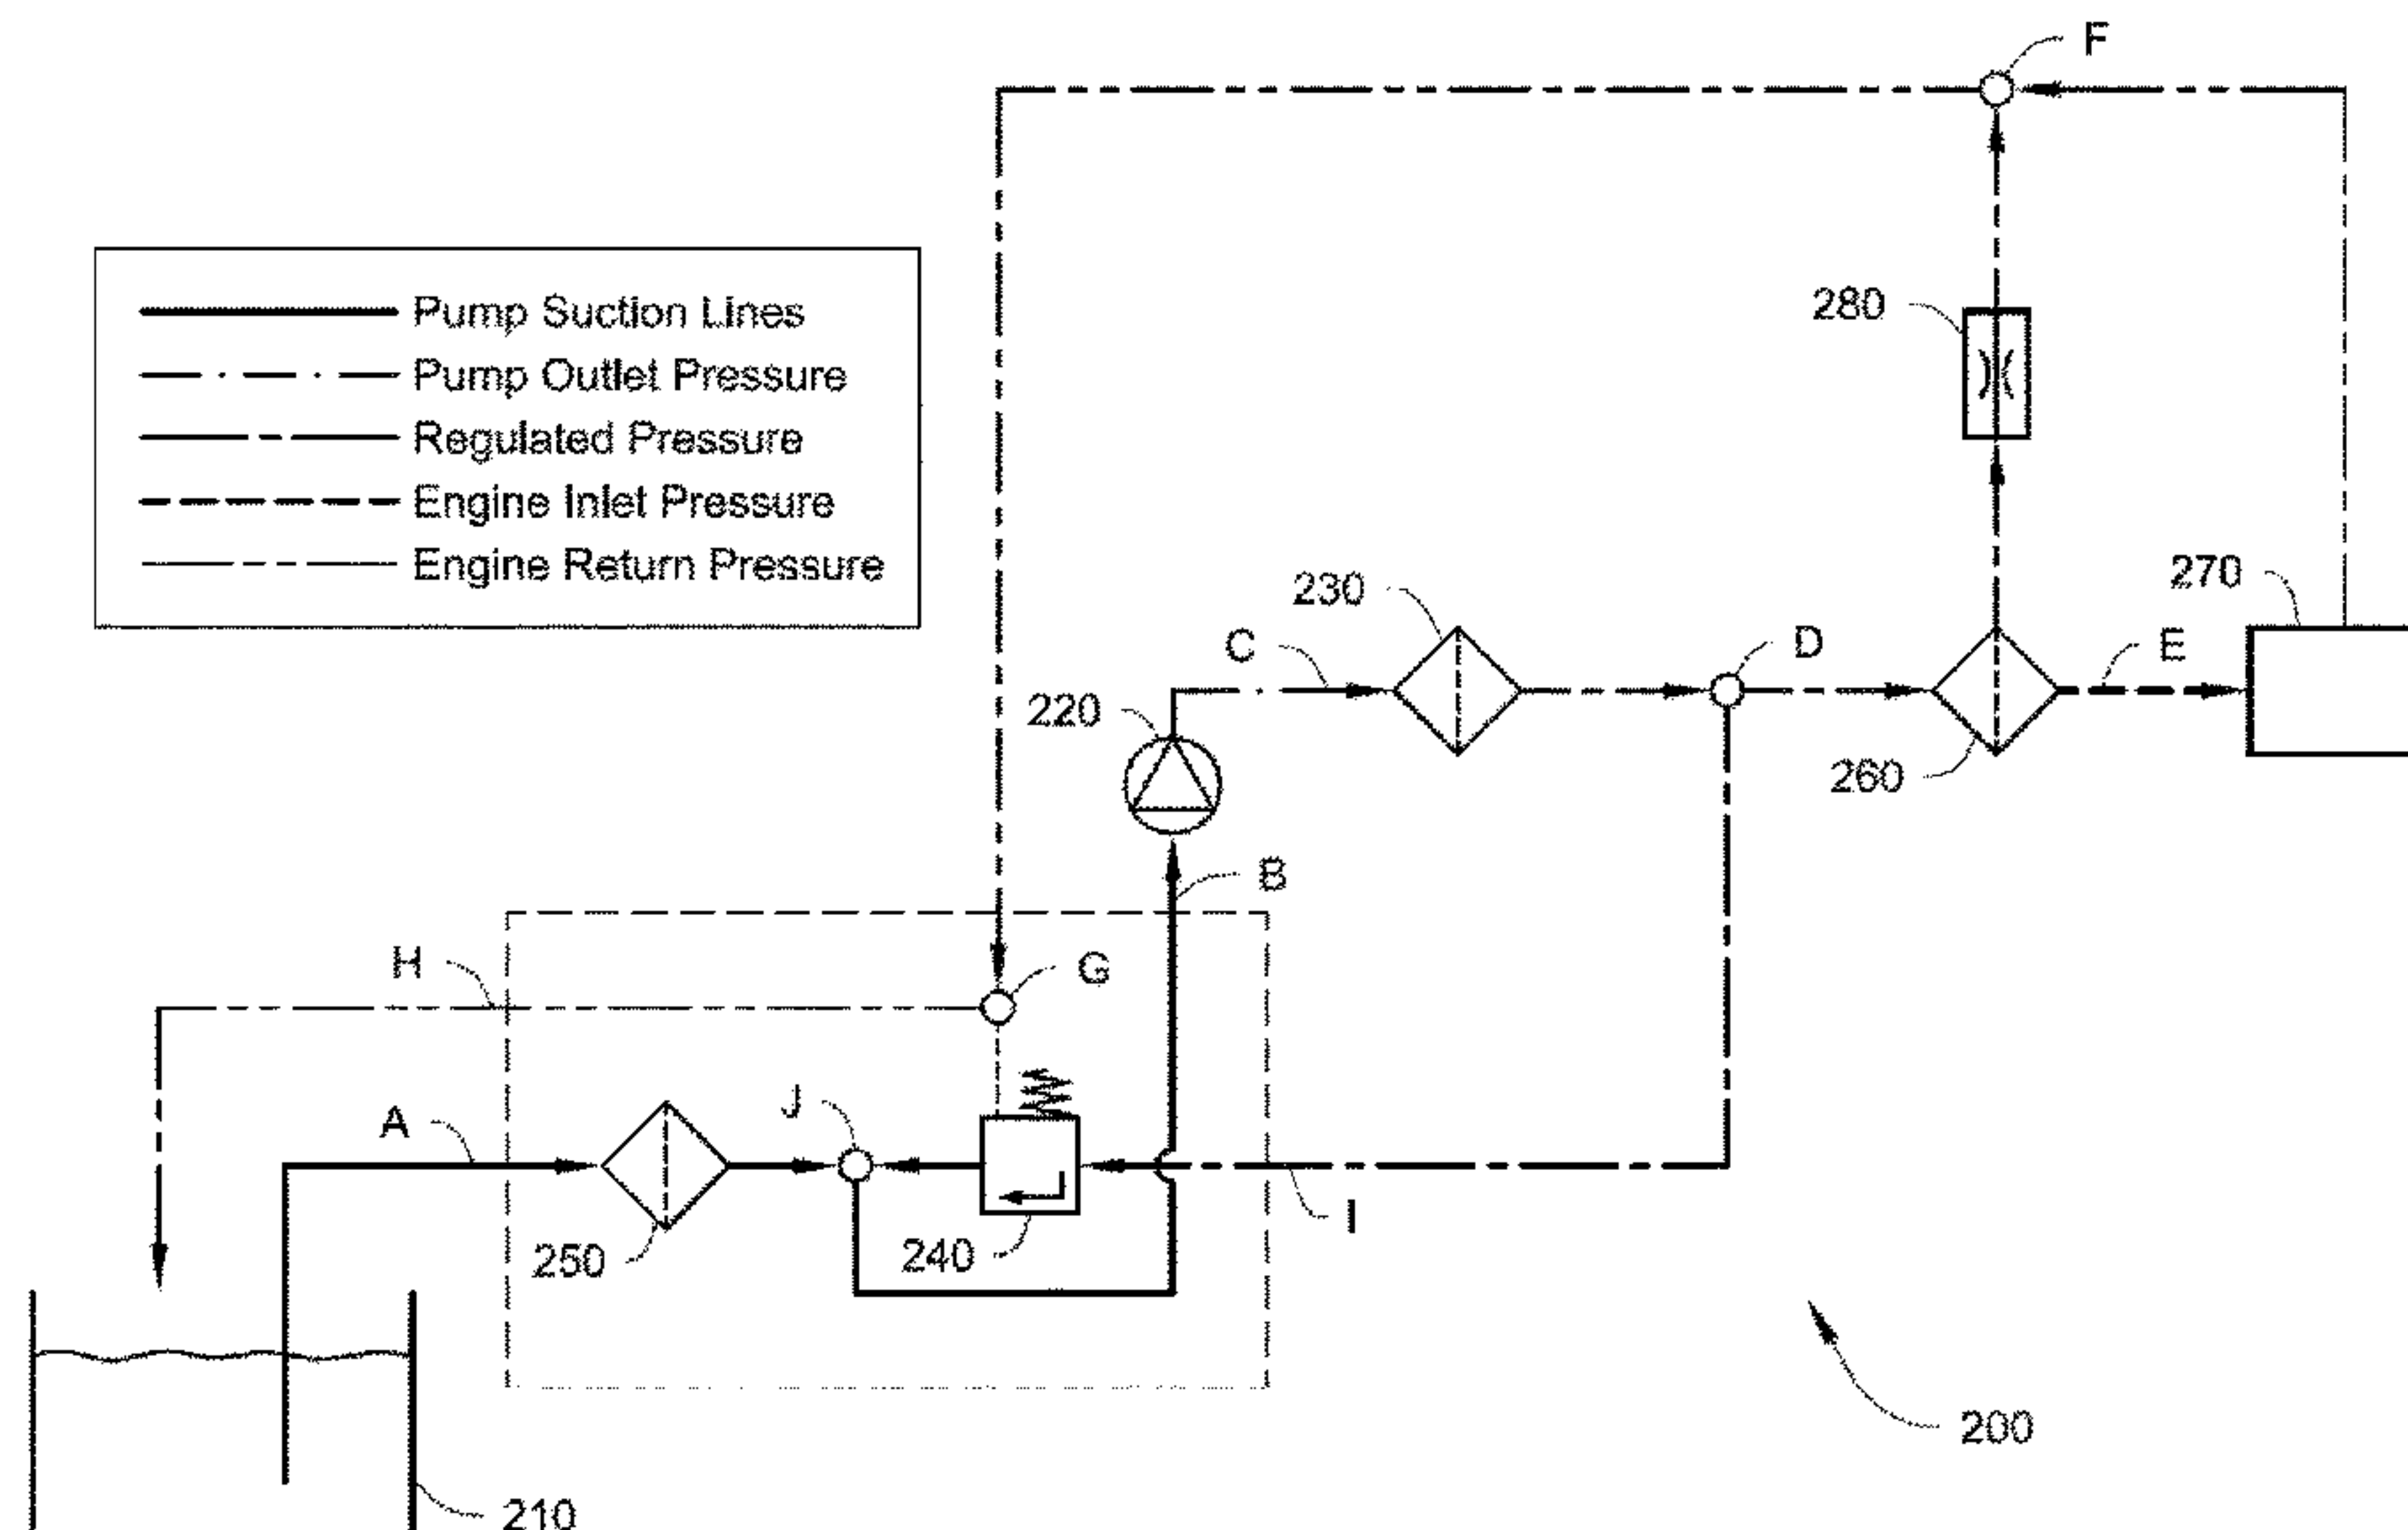 F
Pump Suction Lines
Pump Outlet Pressure
Regulated Pressure
Engine Inlet Pressure
Engine Return Pressure
280
270
230
C
D
E
220
260
B
H
G
J
A
I
250
240
200
210